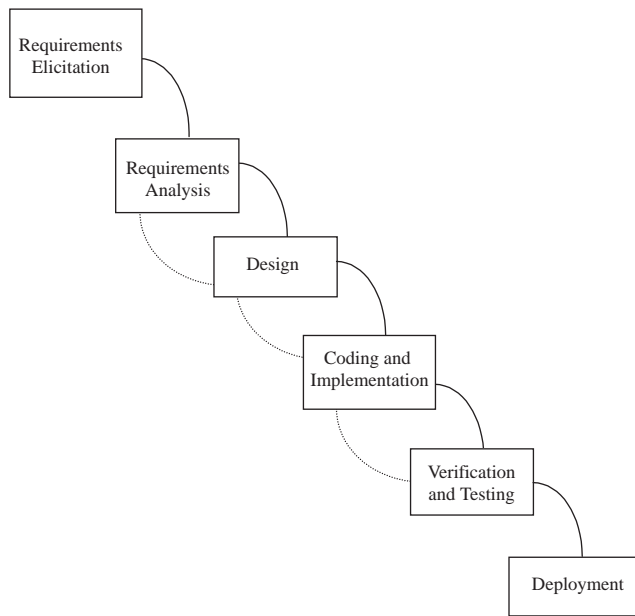 Requirements
Elicitation
Requirements
Analysis
Design
Coding and
Implementation
Verification
and Testing
Deployment